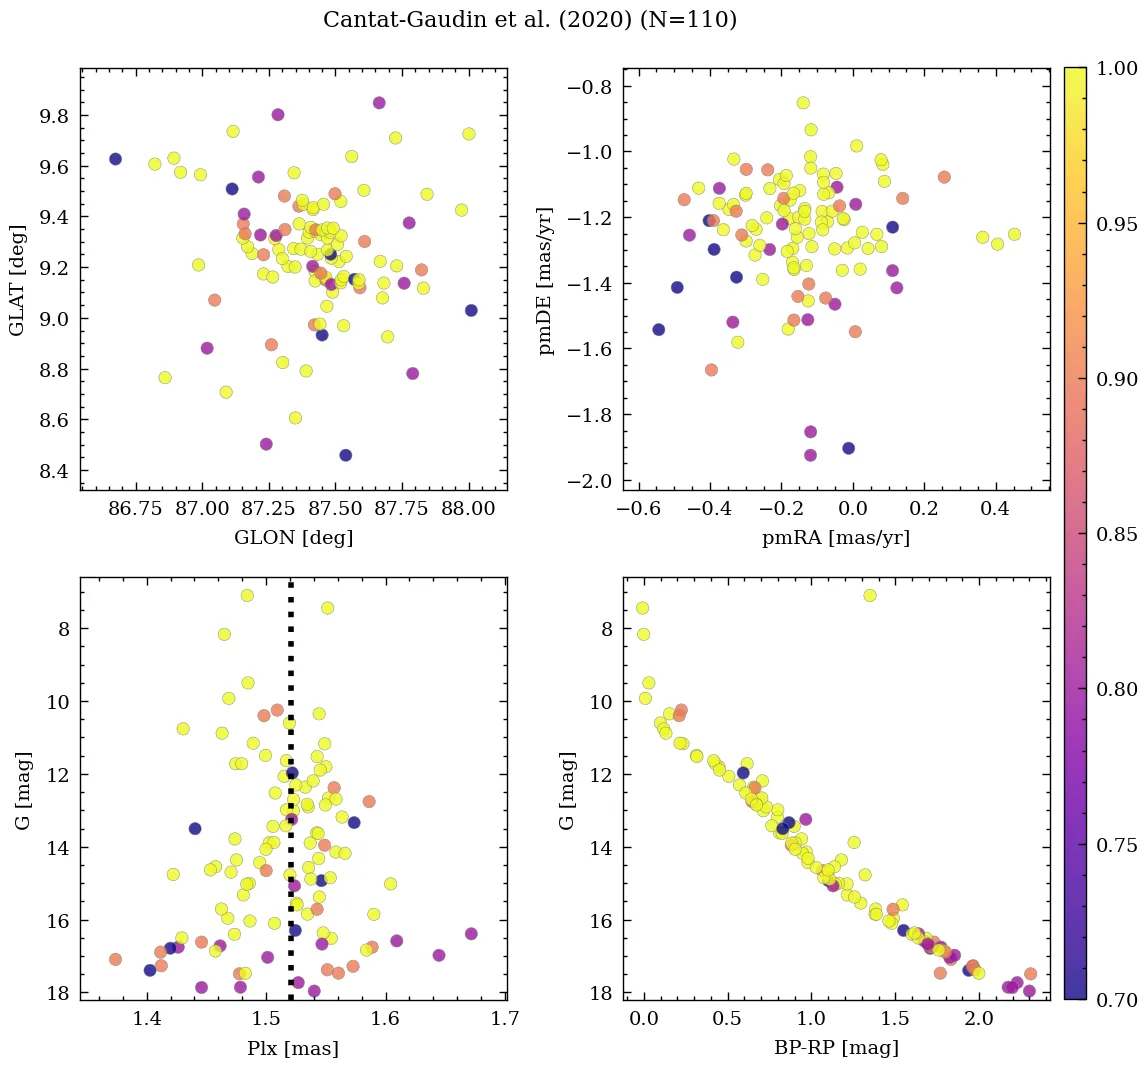 Cantat-Gaudin et al. (2020) (N=110)
9.8
9.6
9.4
9.2
9.0
8.8
8.6
8.4
GLAT [deg]
86.75 87.00 87.25 87.50 87.75 88.00
GLON [deg]
−0.8
−1.0
−1.2
−1.4
−1.6
−1.8
−2.0
pmDE [mas/yr]
−0.6 −0.4 −0.2 0.0 0.2 0.4
pmRA [mas/yr]
8
10
12
14
16
18
G [mag]
1.4 1.5 1.6 1.7
Plx [mas]
8
10
12
14
16
18
G [mag]
0.0 0.5 1.0 1.5 2.0
BP-RP [mag]
1.00
0.95
0.90
0.85
0.80
0.75
0.70